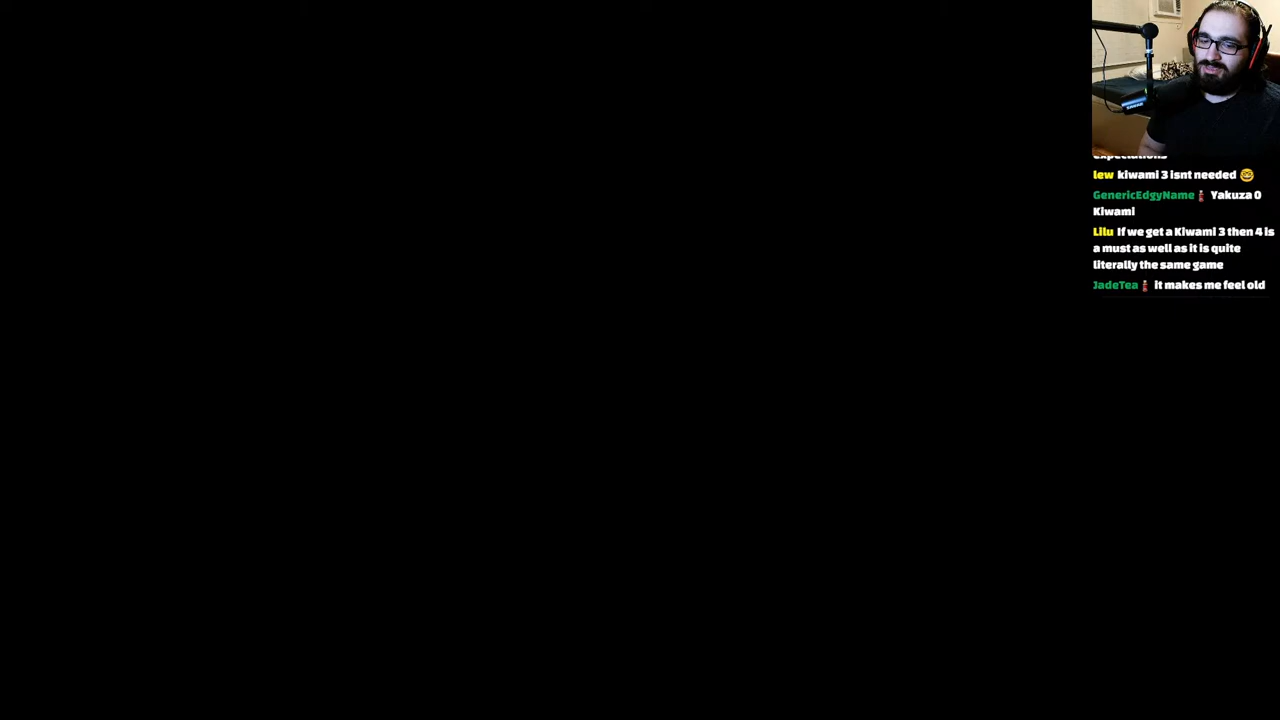 expectations
lew kiwami 3 isnt needed 🤓
GenericEdgyName Yakuza 0
Kiwami
Lilu If we get a Kiwami 3 then 4 is
a must as well as it is quite
literally the same game
JadeTea it makes me feel old